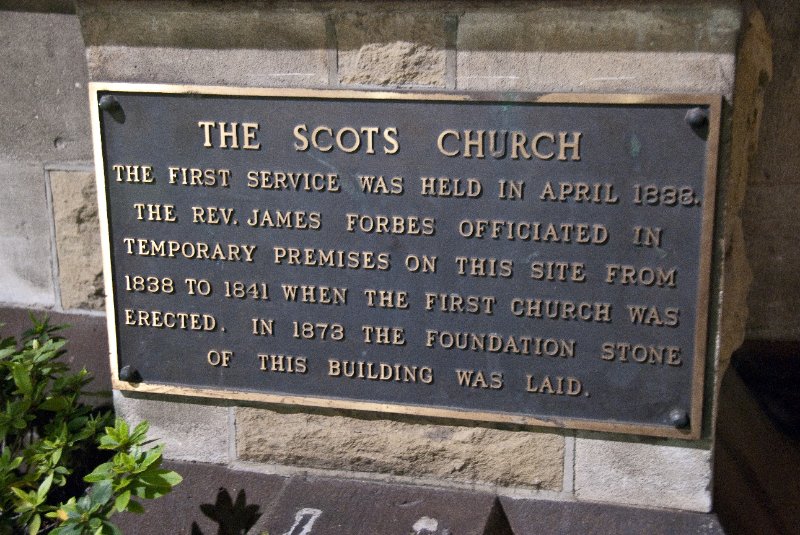 THE SCOTS CHURCH
THE FIRST SERVICE WAS HELD IN APRIL 1838.
THE REV. JAMES FORBES OFFICIATED IN
TEMPORARY PREMISES ON THIS SITE FROM
1838 TO 1841 WHEN THE FIRST CHURCH WAS
ERECTED. IN 1873 THE FOUNDATION STONE
OF THIS BUILDING WAS LAID.